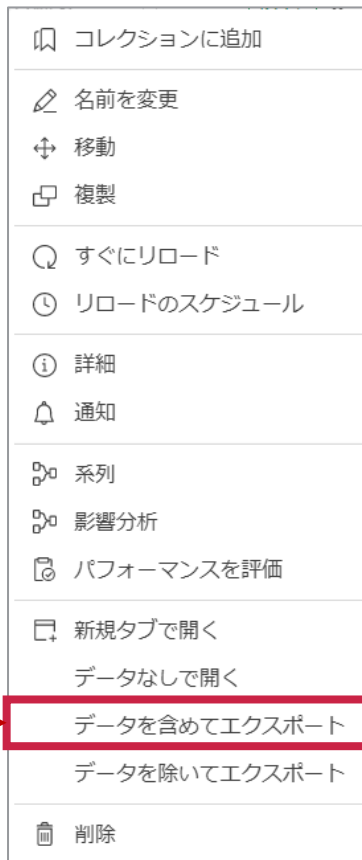 コレクションに追加
名前を変更
移動
複製
すぐにリロード
リロードのスケジュール
詳細
通知
系列
影響分析
パフォーマンスを評価
新規タブで開く
データなしで開く
データを含めてエクスポート
データを除いてエクスポート
削除